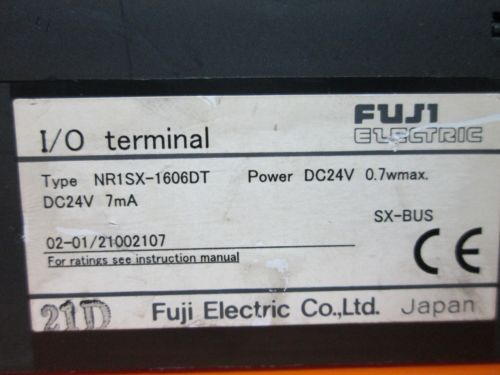 I/O terminal
FUJI
ELECTRIC
Type NR1SX-1606DT Power DC24V 0.7wmax.
DC24V 7mA
SX-BUS
02-01/21002107
For ratings see instruction manual
CE
21D Fuji Electric Co.,Ltd. Japan